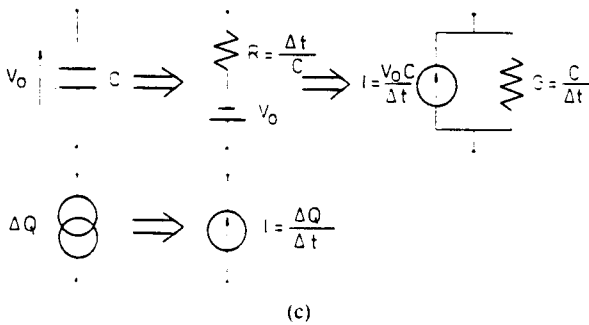 V₀
C
R = Δt/C
V₀
I = V₀C/Δt
G = C/Δt
ΔQ
I = ΔQ/Δt
(c)